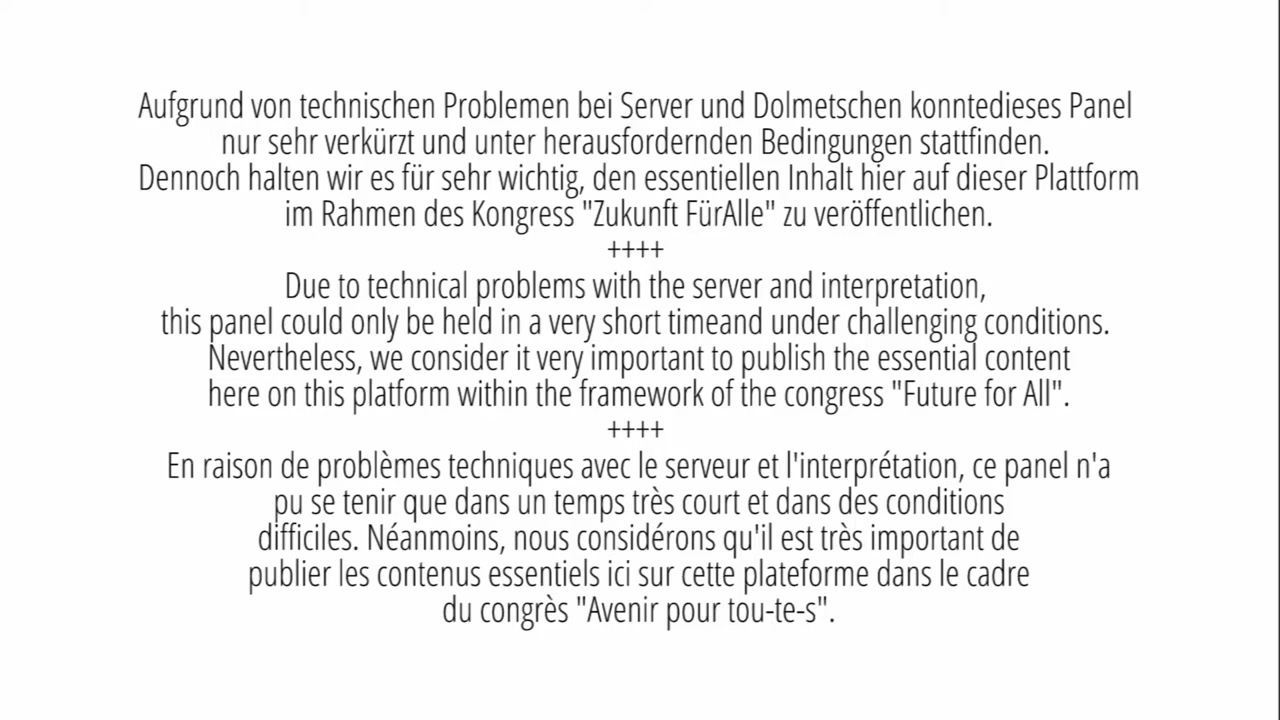 Aufgrund von technischen Problemen bei Server und Dolmetschen konntedieses Panel
nur sehr verkürzt und unter herausfordernden Bedingungen stattfinden.
Dennoch halten wir es für sehr wichtig, den essentiellen Inhalt hier auf dieser Plattform
im Rahmen des Kongress "Zukunft FürAlle" zu veröffentlichen.
++++
Due to technical problems with the server and interpretation,
this panel could only be held in a very short timeand under challenging conditions.
Nevertheless, we consider it very important to publish the essential content
here on this platform within the framework of the congress "Future for All".
++++
En raison de problèmes techniques avec le serveur et l'interprétation, ce panel n'a
pu se tenir que dans un temps très court et dans des conditions
difficiles. Néanmoins, nous considérons qu'il est très important de
publier les contenus essentiels ici sur cette plateforme dans le cadre
du congrès "Avenir pour tou-te-s".